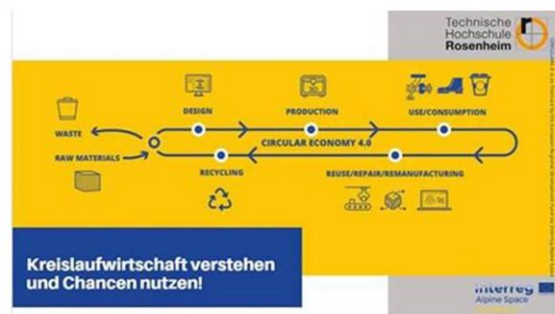 Technische
Hochschule
Rosenheim
DESIGN
PRODUCTION
USE/CONSUMPTION
WASTE
CIRCULAR ECONOMY 4.0
RAW MATERIALS
RECYCLING
REUSE/REPAIR/REMANUFACTURING
Kreislaufwirtschaft verstehen
und Chancen nutzen!
Interreg
Alpine Space